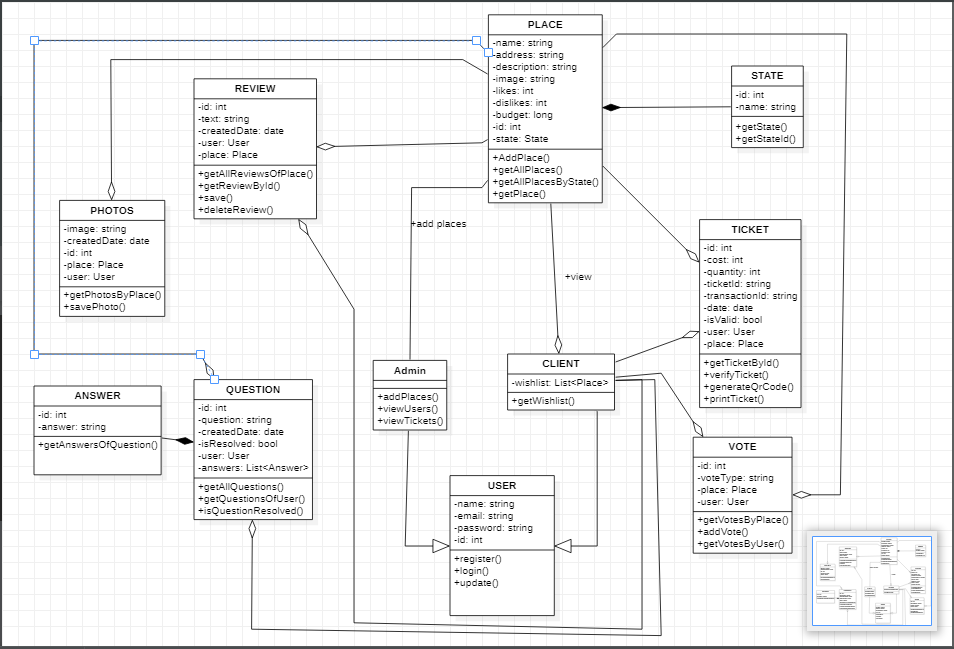 PLACE
-name: string
-address: string
-description: string
-image: string
-likes: int
-dislikes: int
-budget: long
-id: int
-state: State
+AddPlace()
+getAllPlaces()
+getAllPlacesByState()
+getPlace()
STATE
-id: int
-name: string
+getState()
+getStateId()
REVIEW
-id: int
-text: string
-createdDate: date
-user: User
-place: Place
+getAllReviewsOfPlace()
+getReviewById()
+save()
+deleteReview()
PHOTOS
-image: string
-createdDate: date
-id: int
-place: Place
-user: User
+getPhotosByPlace()
+savePhoto()
+add places
+view
TICKET
-id: int
-cost: int
-quantity: int
-ticketId: string
-transactionId: string
-date: date
-isValid: bool
-user: User
-place: Place
+getTicketById()
+verifyTicket()
+generateQrCode()
+printTicket()
CLIENT
-wishlist: List<Place>
+getWishlist()
Admin
+addPlaces()
+viewUsers()
+viewTickets()
ANSWER
-id: int
-answer: string
+getAnswersOfQuestion()
QUESTION
-id: int
-question: string
-createdDate: date
-isResolved: bool
-user: User
-answers: List<Answer>
+getAllQuestions()
+getQuestionsOfUser()
+isQuestionResolved()
USER
-name: string
-email: string
-password: string
-id: int
+register()
+login()
+update()
VOTE
-id: int
-voteType: string
-place: Place
-user: User
+getVotesByPlace()
+addVote()
+getVotesByUser()